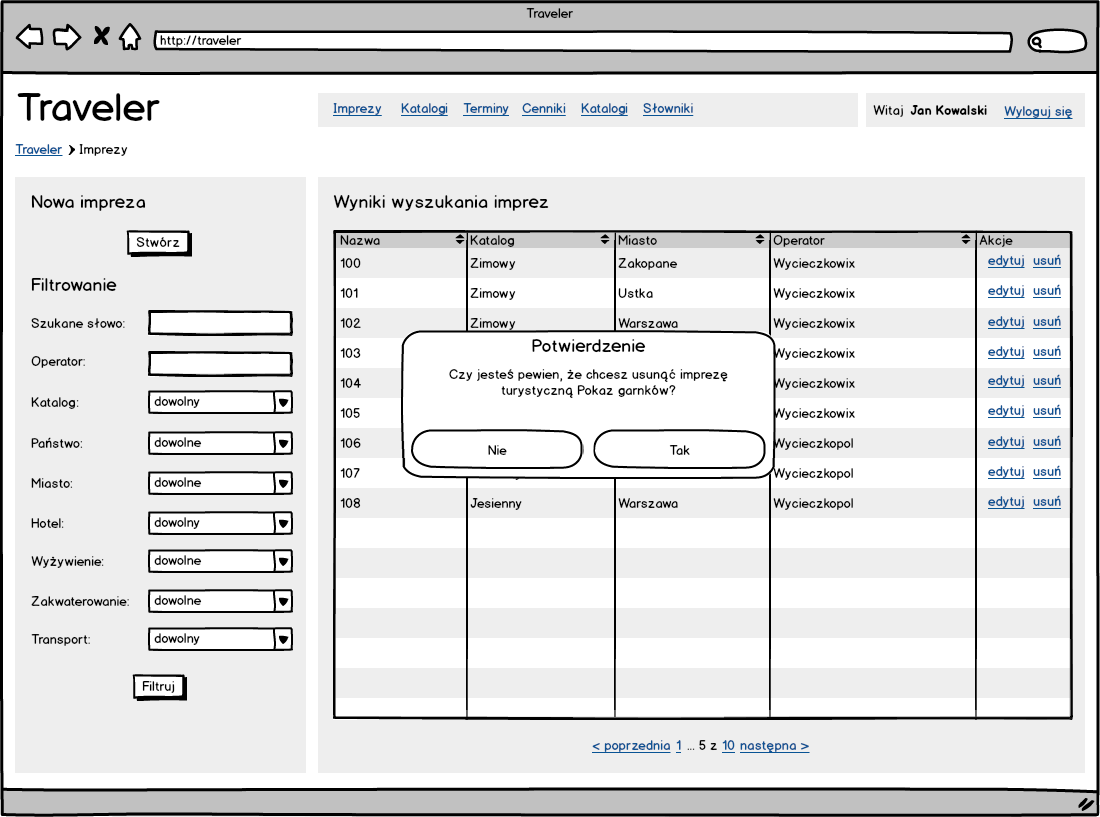 Traveler
http://traveler
Traveler
Imprezy Katalogi Terminy Cenniki Katalogi Słowniki
Witaj Jan Kowalski Wyloguj się
Traveler > Imprezy
Nowa impreza
Stwórz
Filtrowanie
Szukane słowo:
Operator:
Katalog: dowolny
Państwo: dowolne
Miasto: dowolne
Hotel: dowolny
Wyżywienie: dowolne
Zakwaterowanie: dowolne
Transport: dowolny
Filtruj
Wyniki wyszukania imprez
Nazwa Katalog Miasto Operator Akcje
100 Zimowy Zakopane Wycieczkowix edytuj usuń
101 Zimowy Ustka Wycieczkowix edytuj usuń
102 Zimowy Warszawa Wycieczkowix edytuj usuń
103 Wycieczkowix edytuj usuń
104 Wycieczkowix edytuj usuń
105 Wycieczkowix edytuj usuń
106 Wycieczkopol edytuj usuń
107 Wycieczkopol edytuj usuń
108 Jesienny Warszawa Wycieczkopol edytuj usuń
Potwierdzenie
Czy jesteś pewien, że chcesz usunąć imprezę
turystyczną Pokaz garnków?
Nie Tak
< poprzednia 1 ... 5 z 10 następna >